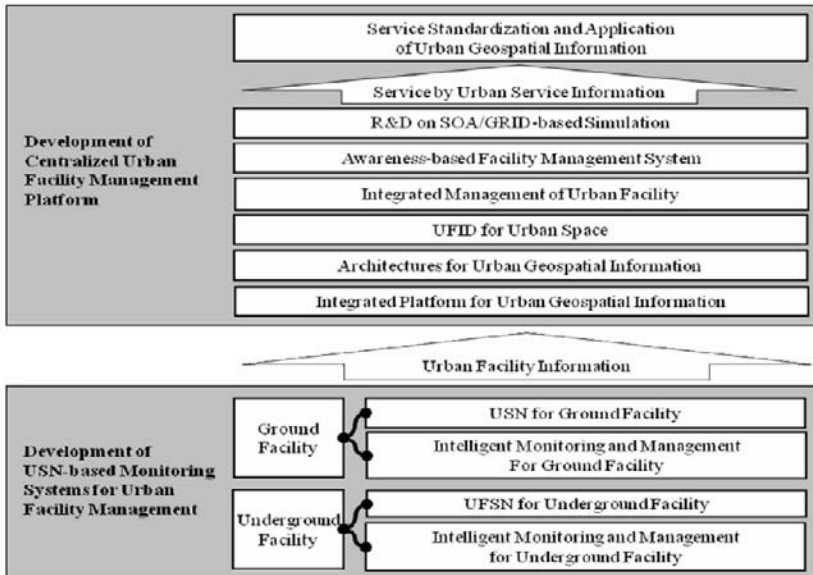 Service Standardization and Application
of Urban Geospatial Information
Service by Urban Service Information
Development of
Centralized Urban
Facility Management
Platform
R&D on SOA/GRID-based Simulation
Awareness-based Facility Management System
Integrated Management of Urban Facility
UFID for Urban Space
Architectures for Urban Geospatial Information
Integrated Platform for Urban Geospatial Information
Urban Facility Information
Development of
USN-based Monitoring
Systems for Urban
Facility Management
Ground
Facility
USN for Ground Facility
Intelligent Monitoring and Management
For Ground Facility
Underground
Facility
UFSN for Underground Facility
Intelligent Monitoring and Management
for Underground Facility